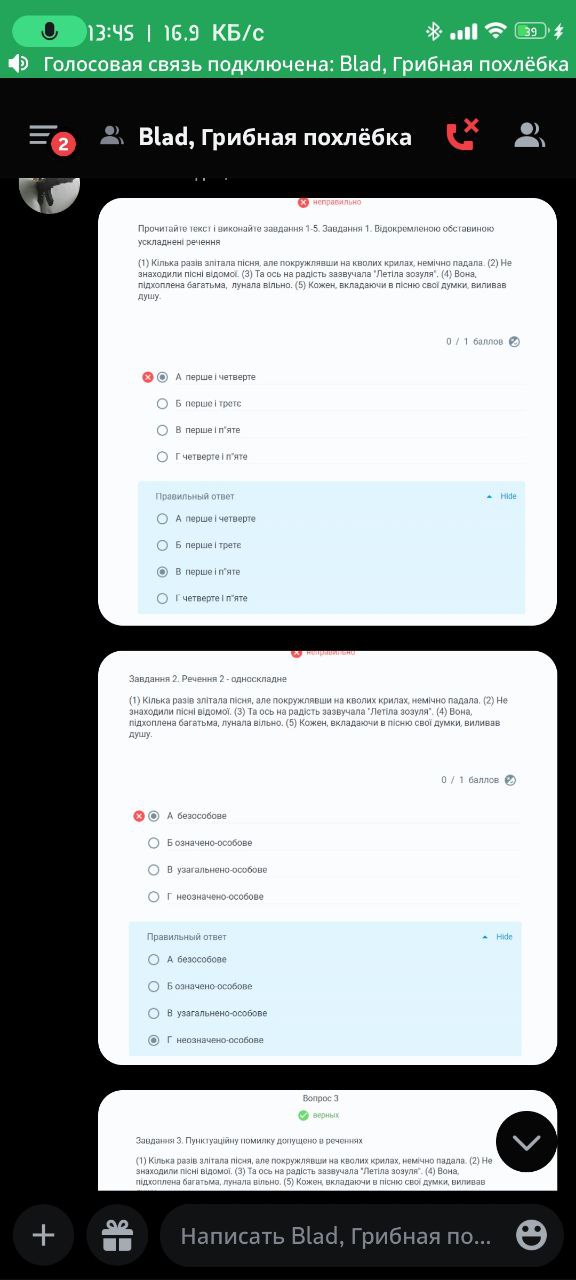 13:45 | 16.9 КБ/с
39
Голосовая связь подключена: Blad, Грибная похлёбка
2
Blad, Грибная похлёбка
неправильно
Прочитайте текст і виконайте завдання 1-5. Завдання 1. Відокремленою обставиною
ускладнені речення
(1) Кілька разів злітала пісня, але покружлявши на кволих крилах, немічно падала. (2) Не
знаходили пісні відомої. (3) Та ось на радість зазвучала "Летіла зозуля". (4) Вона,
підхоплена багатьма, лунала вільно. (5) Кожен, вкладаючи в пісню свої думки, виливав
душу.
0 / 1 баллов
А перше і четверте
Б перше і третє
В перше і п"яте
Г четверте і п"яте
Правильный ответ
Hide
А перше і четверте
Б перше і третє
В перше і п"яте
Г четверте і п"яте
неправильно
Завдання 2. Речення 2 - односкладне
(1) Кілька разів злітала пісня, але покружлявши на кволих крилах, немічно падала. (2) Не
знаходили пісні відомої. (3) Та ось на радість зазвучала "Летіла зозуля". (4) Вона,
підхоплена багатьма, лунала вільно. (5) Кожен, вкладаючи в пісню свої думки, виливав
душу.
0 / 1 баллов
А безособове
Б означено-особове
В узагальнено-особове
Г неозначено-особове
Правильный ответ
Hide
А безособове
Б означено-особове
В узагальнено-особове
Г неозначено-особове
Вопрос 3
верных
Завдання 3. Пунктуаційну помилку допущено в реченнях
(1) Кілька разів злітала пісня, але покружлявши на кволих крилах, немічно падала. (2) Не
знаходили пісні відомої. (3) Та ось на радість зазвучала "Летіла зозуля". (4) Вона,
підхоплена багатьма, лунала вільно. (5) Кожен, вкладаючи в пісню свої думки, виливав
Написать Blad, Грибная по...